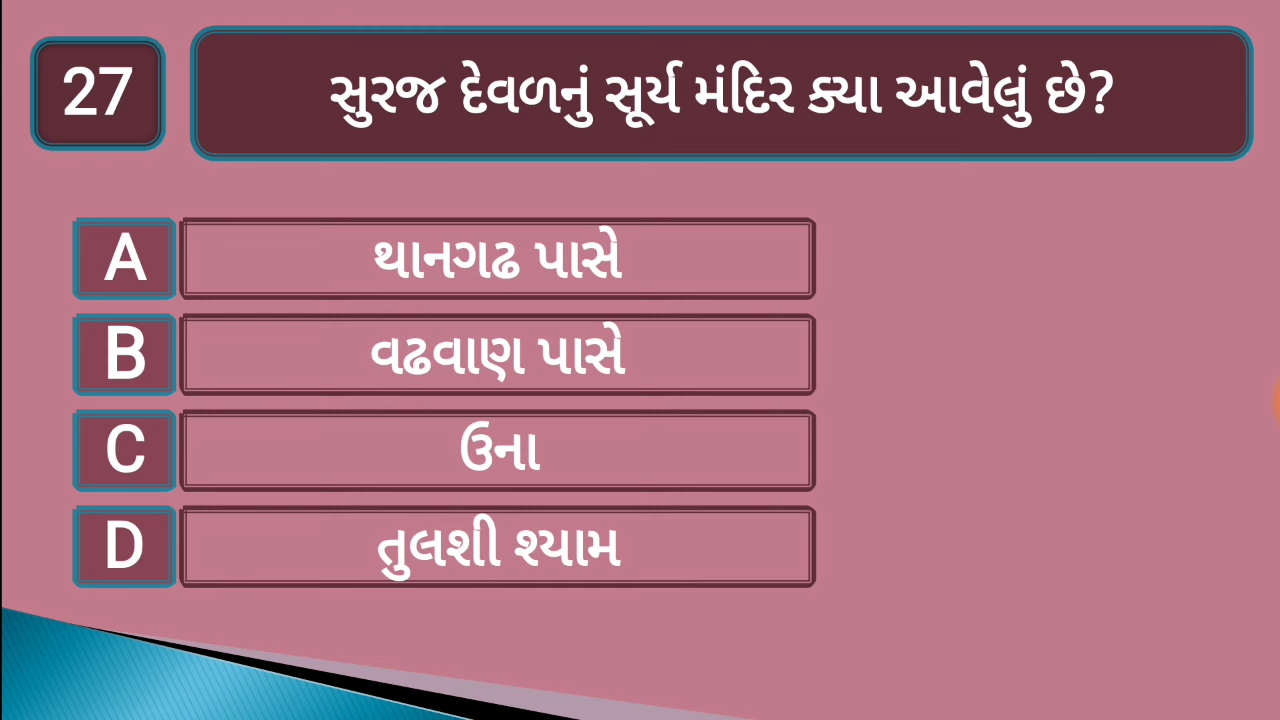 27
સુરજ દેવળનું સૂર્ય મંદિર ક્યા આવેલું છે?
A
થાનગઢ પાસે
B
વઢવાણ પાસે
C
ઉના
D
તુલશી શ્યામ